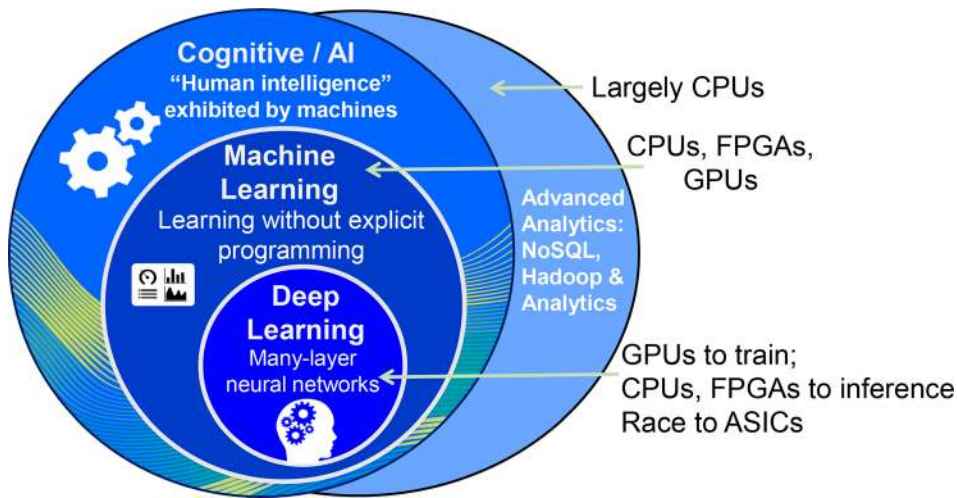 Cognitive / AI
“Human intelligence”
exhibited by machines
Machine
Learning
Learning without explicit
programming
Deep
Learning
Many-layer
neural networks
Advanced
Analytics:
NoSQL,
Hadoop &
Analytics
Largely CPUs
CPUs, FPGAs,
GPUs
GPUs to train;
CPUs, FPGAs to inference
Race to ASICs